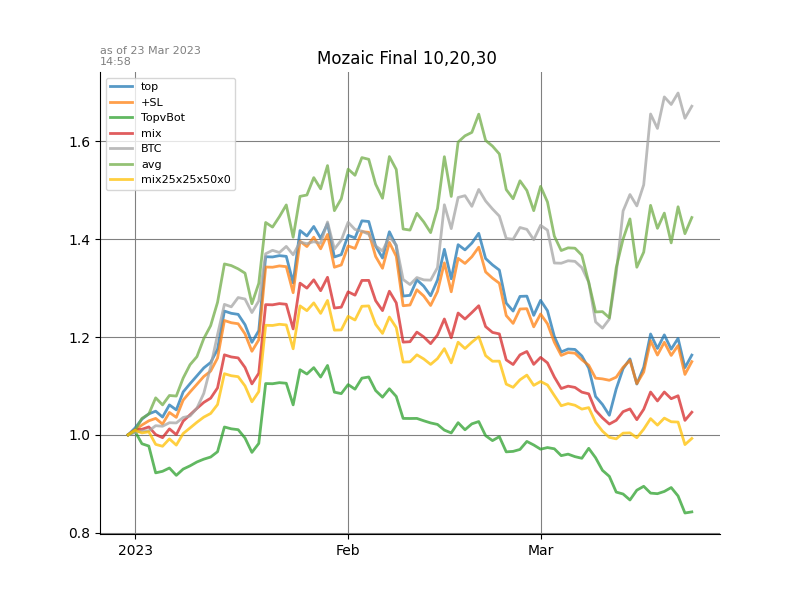 as of 23 Mar 2023
14:58
Mozaic Final 10,20,30
top
+SL
TopvBot
mix
BTC
avg
mix25x25x50x0
1.6
1.4
1.2
1.0
0.8
2023 Feb Mar